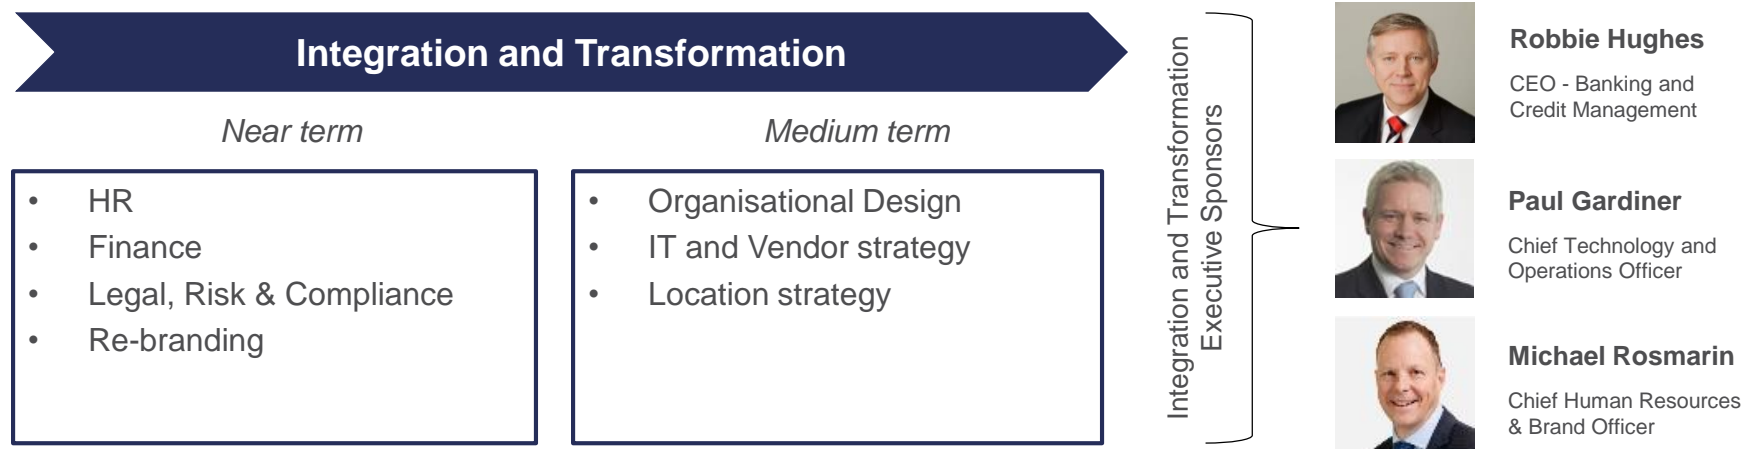 Integration and Transformation
Near term
• HR
• Finance
• Legal, Risk & Compliance
• Re-branding
Medium term
• Organisational Design
• IT and Vendor strategy
• Location strategy
Integration and Transformation
Executive Sponsors
Robbie Hughes
CEO - Banking and
Credit Management
Paul Gardiner
Chief Technology and
Operations Officer
Michael Rosmarin
Chief Human Resources
& Brand Officer